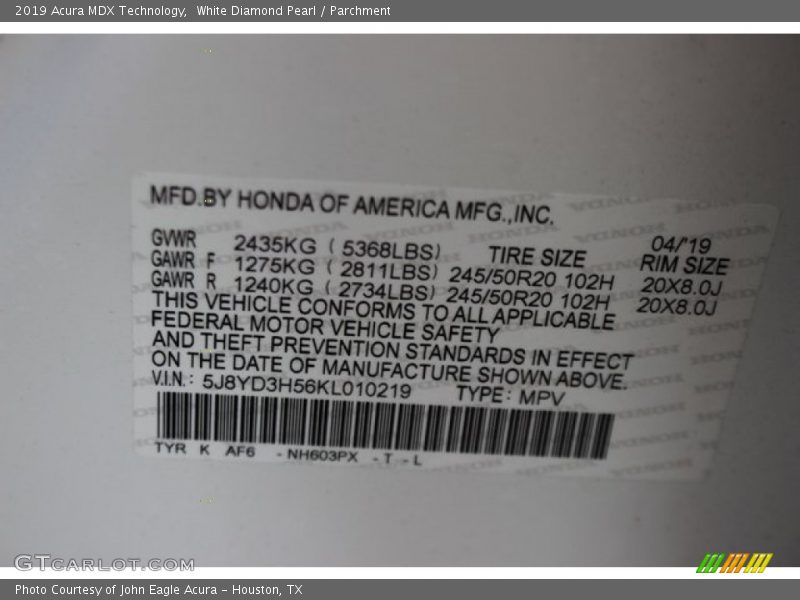 2019 Acura MDX Technology, White Diamond Pearl / Parchment
MFD.BY HONDA OF AMERICA MFG.,INC.
04/'19
GVWR 2435KG ( 5368LBS) TIRE SIZE RIM SIZE
GAWR F 1275KG ( 2811LBS) 245/50R20 102H 20X8.0J
GAWR R 1240KG ( 2734LBS) 245/50R20 102H 20X8.0J
THIS VEHICLE CONFORMS TO ALL APPLICABLE
FEDERAL MOTOR VEHICLE SAFETY
AND THEFT PREVENTION STANDARDS IN EFFECT
ON THE DATE OF MANUFACTURE SHOWN ABOVE.
V.I.N.: 5J8YD3H56KL010219 TYPE: MPV
TYR K AF6 - NH603PX - T - L
GTCARLOT.COM
Photo Courtesy of John Eagle Acura - Houston, TX